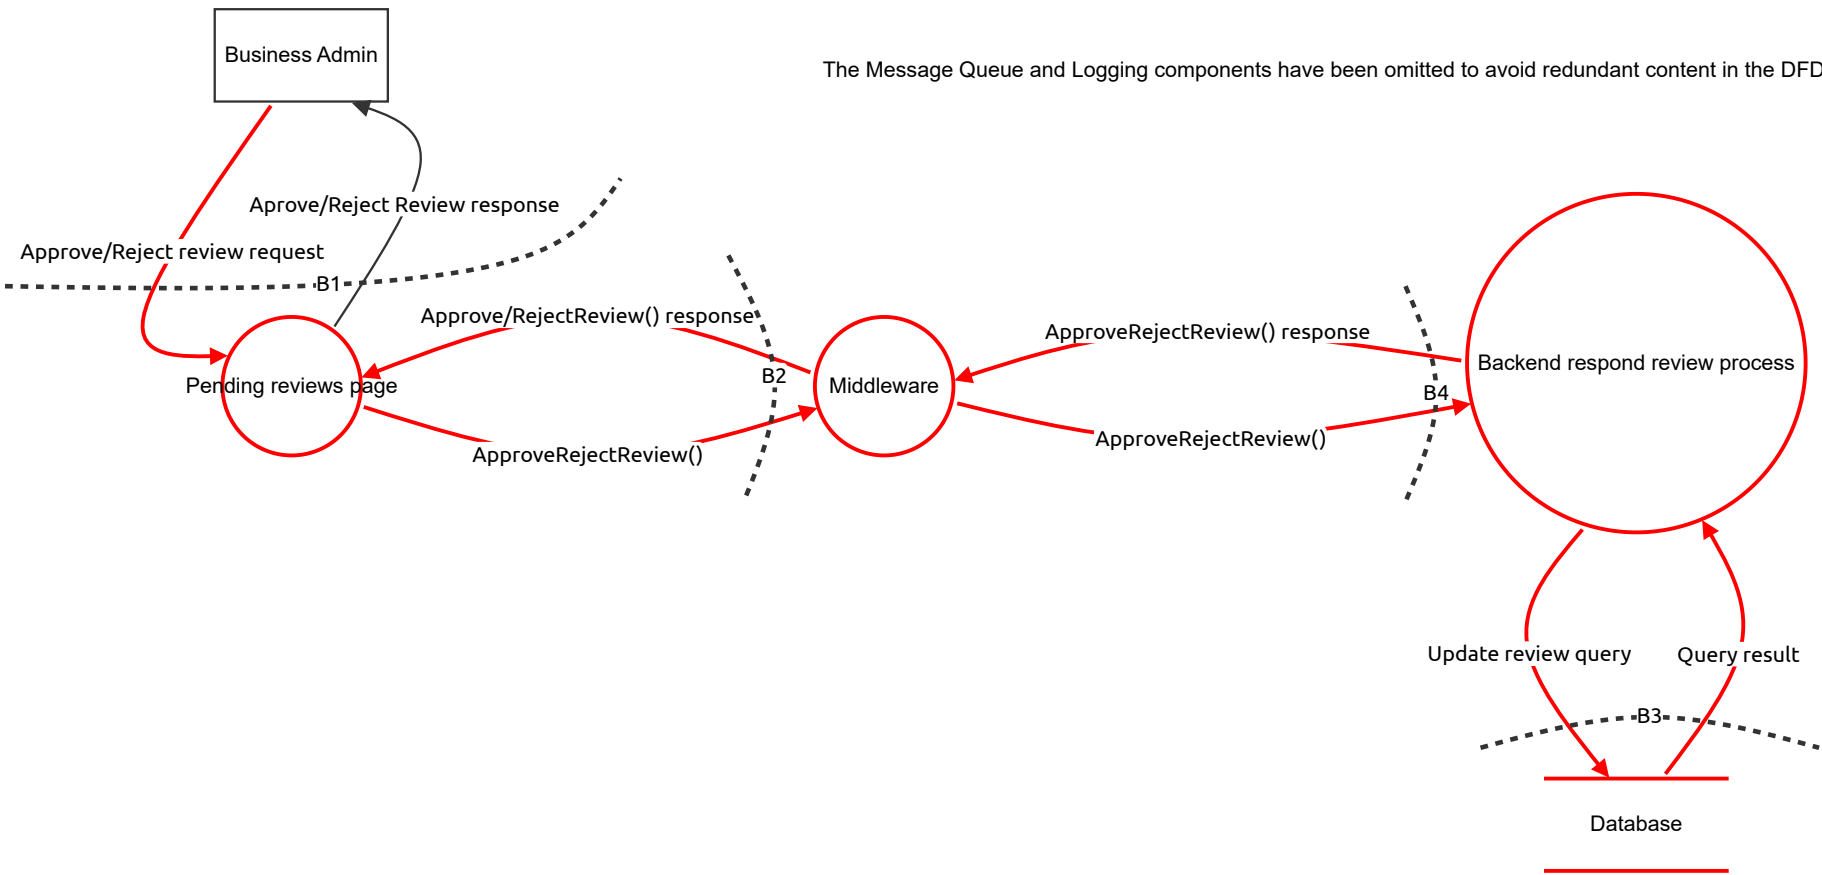 Business Admin
The Message Queue and Logging components have been omitted to avoid redundant content in the DFD
Aprove/Reject Review response
Approve/Reject review request
B1
Approve/RejectReview() response
ApproveRejectReview() response
Pending reviews page
B2
Middleware
B4
Backend respond review process
ApproveRejectReview()
ApproveRejectReview()
Update review query
Query result
B3
Database